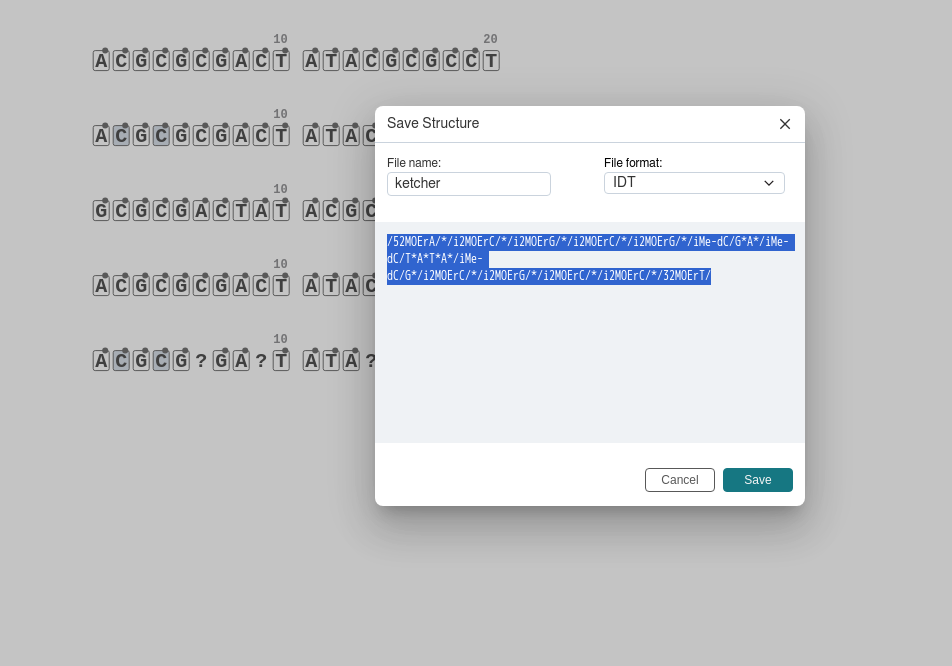 10 20
ACGCGCGACT ATACGCGCCT
10
ACGCGCGACT ATAC
10
GCGCGACTAT ACGC
10
ACGCGCGACT ATAC
10
ACGCG?GA?T ATA?
Save Structure
File name: File format:
ketcher IDT
/52MOErA/*/i2MOErC/*/i2MOErG/*/i2MOErC/*/i2MOErG/*/iMe-dC/G*A*/iMe-
dC/T*A*T*A*/iMe-
dC/G*/i2MOErC/*/i2MOErG/*/i2MOErC/*/i2MOErC/*/32MOErT/
Cancel Save